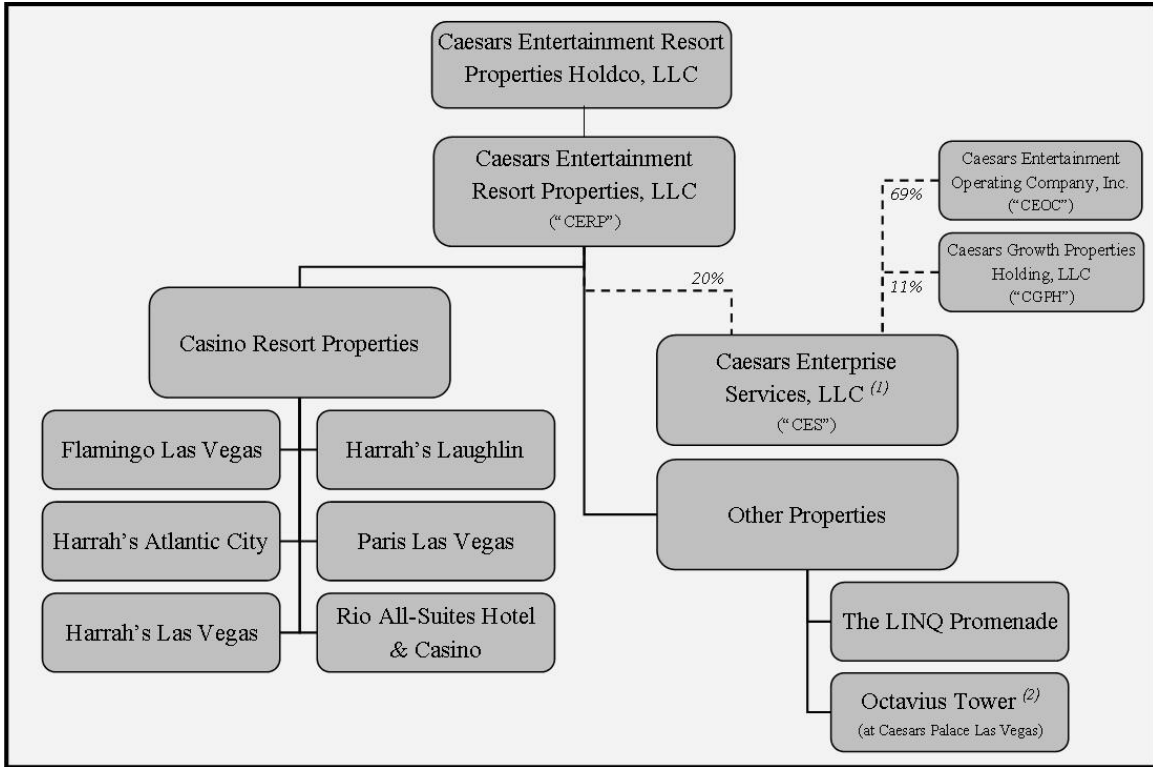 Caesars Entertainment Resort
Properties Holdco, LLC
Caesars Entertainment
Resort Properties, LLC
(“CERP”)
Caesars Entertainment
Operating Company, Inc.
(“CEOC”)
69%
Caesars Growth Properties
Holding, LLC
(“CGPH”)
11%
20%
Casino Resort Properties
Caesars Enterprise
Services, LLC (1)
(“CES”)
Flamingo Las Vegas
Harrah’s Laughlin
Harrah’s Atlantic City
Paris Las Vegas
Harrah’s Las Vegas
Rio All-Suites Hotel
& Casino
Other Properties
The LINQ Promenade
Octavius Tower (2)
(at Caesars Palace Las Vegas)